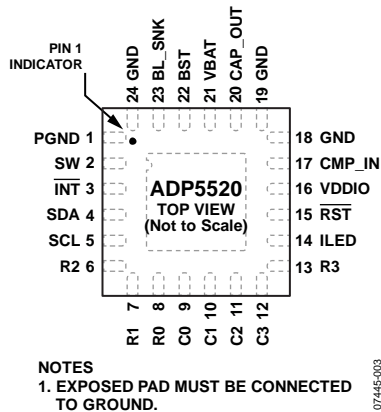 PIN 1
INDICATOR
24 GND
23 BL_SNK
22 BST
21 VBAT
20 CAP_OUT
19 GND
PGND 1
SW 2
INT 3
SDA 4
SCL 5
R2 6
ADP5520
TOP VIEW
(Not to Scale)
18 GND
17 CMP_IN
16 VDDIO
15 RST
14 ILED
13 R3
R1 7
R0 8
C0 9
C1 10
C2 11
C3 12
NOTES
1. EXPOSED PAD MUST BE CONNECTED
TO GROUND.
07445-003